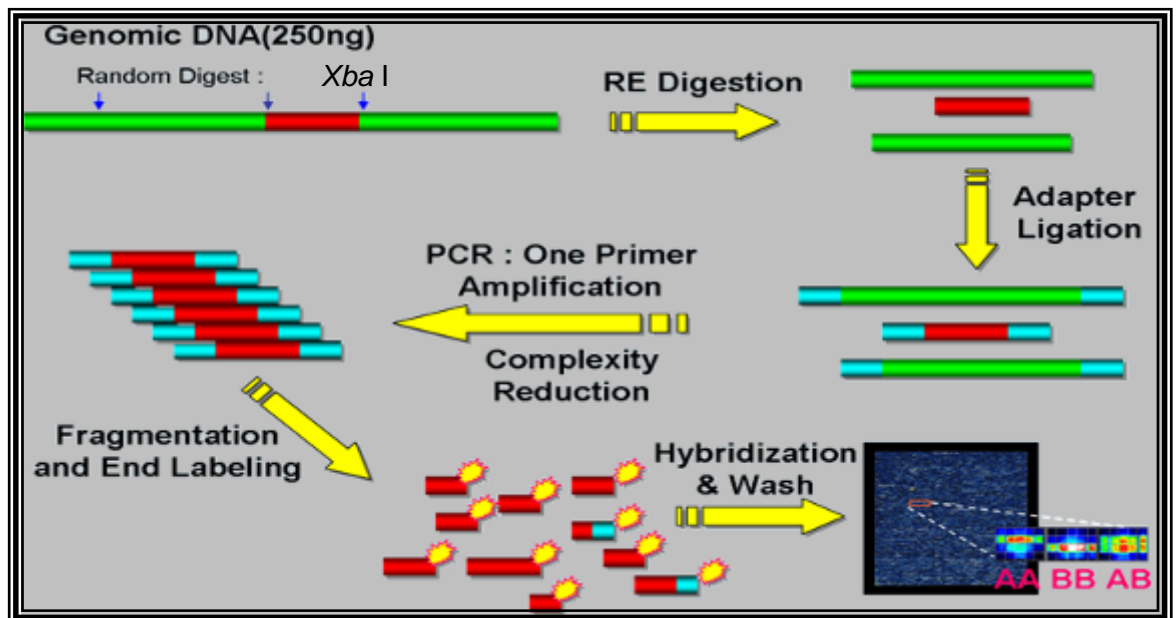 Genomic DNA(250ng)
Random Digest :
Xba I
RE Digestion
Adapter
Ligation
PCR : One Primer
Amplification
Complexity
Reduction
Fragmentation
and End Labeling
Hybridization
& Wash
AA BB AB